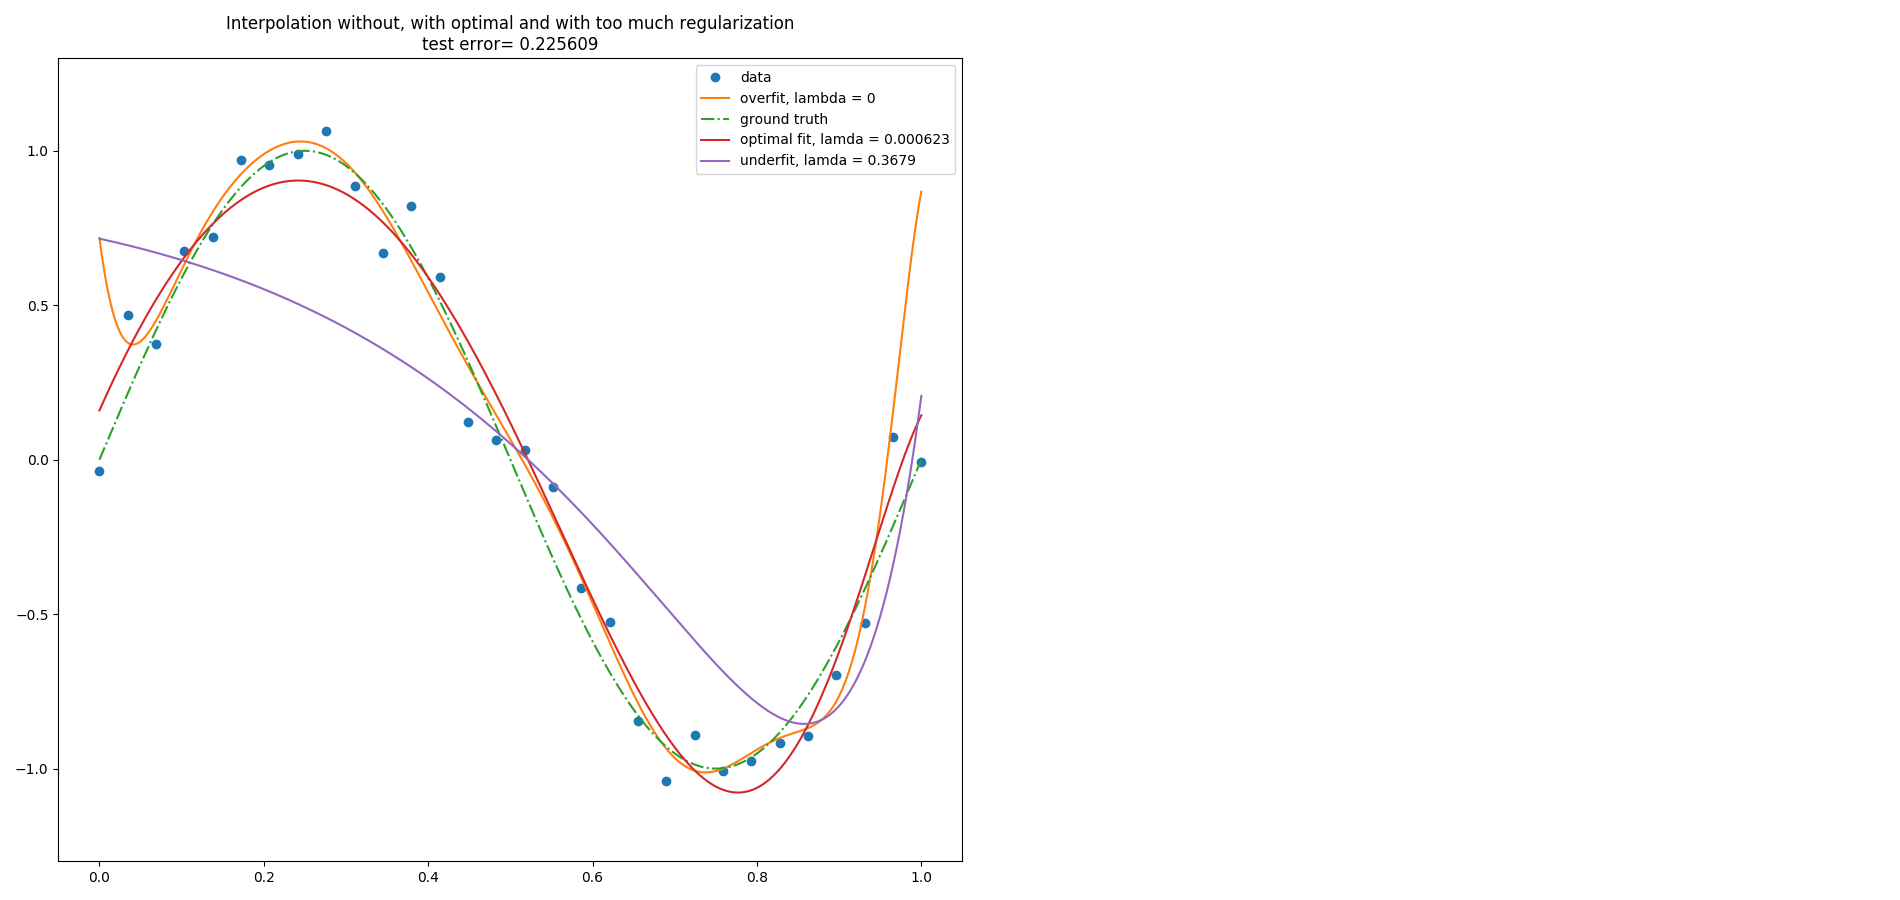 Interpolation without, with optimal and with too much regularization
test error= 0.225609
data
overfit, lambda = 0
ground truth
optimal fit, lamda = 0.000623
underfit, lamda = 0.3679
1.0
0.5
0.0
−0.5
−1.0
0.0 0.2 0.4 0.6 0.8 1.0